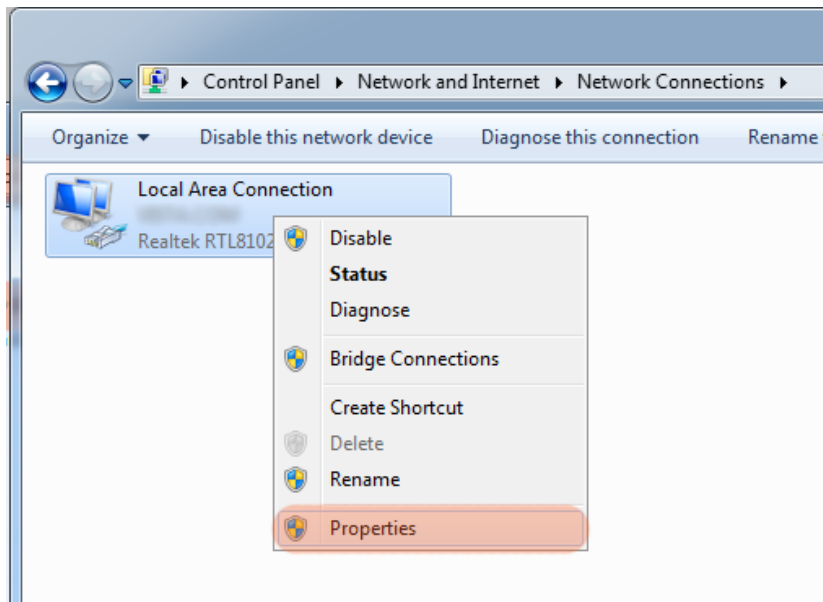 Control Panel Network and Internet Network Connections
Organize Disable this network device Diagnose this connection Rename
Local Area Connection
Realtek RTL8102
Disable
Status
Diagnose
Bridge Connections
Create Shortcut
Delete
Rename
Properties